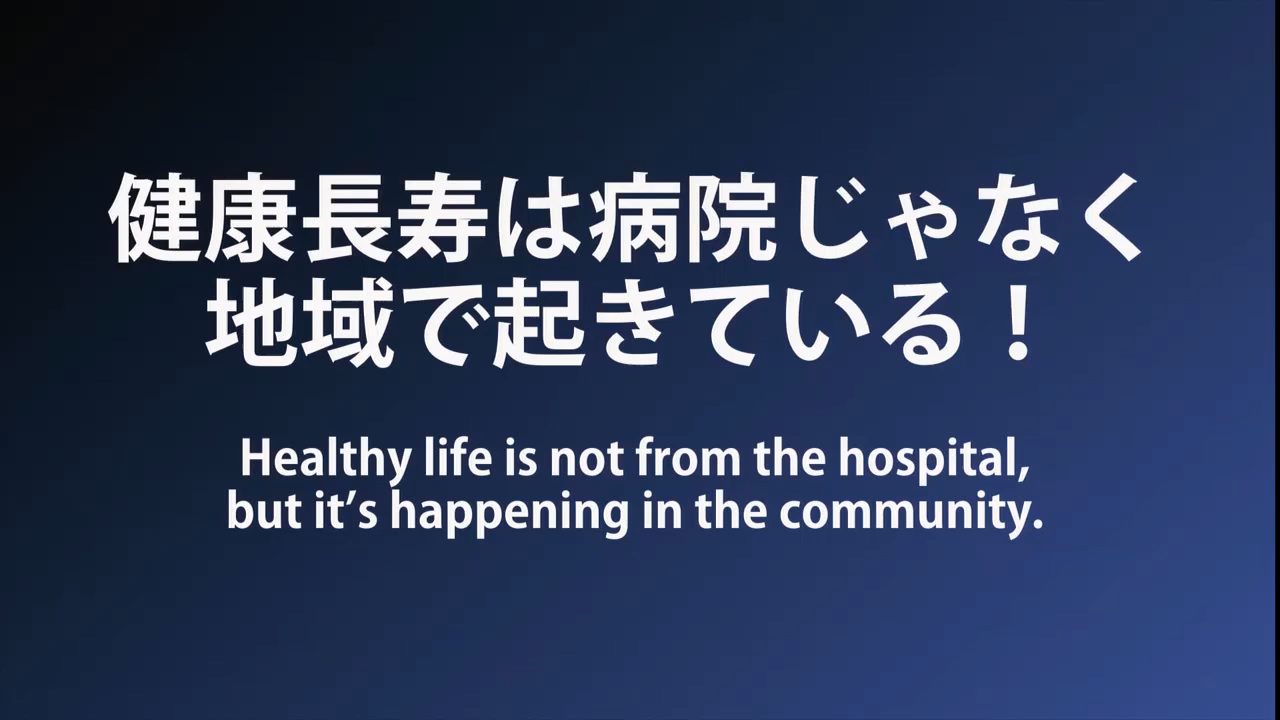 健康長寿は病院じゃなく
地域で起きている！
Healthy life is not from the hospital,
but it’s happening in the community.